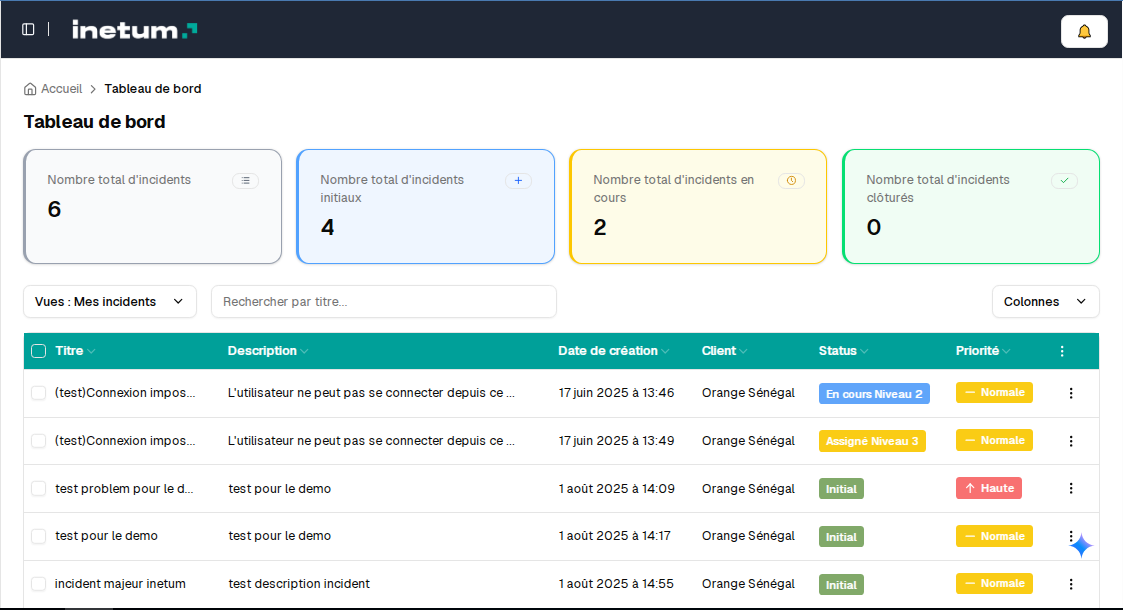 inetum.
Accueil > Tableau de bord
Tableau de bord
Nombre total d'incidents
6
Nombre total d'incidents initiaux
4
Nombre total d'incidents en cours
2
Nombre total d'incidents clôturés
0
Vues : Mes incidents
Rechercher par titre...
Colonnes
Titre Description Date de création Client Status Priorité
(test)Connexion impos... L'utilisateur ne peut pas se connecter depuis ce ... 17 juin 2025 à 13:46 Orange Sénégal En cours Niveau 2 Normale
(test)Connexion impos... L'utilisateur ne peut pas se connecter depuis ce ... 17 juin 2025 à 13:49 Orange Sénégal Assigné Niveau 3 Normale
test problem pour le d... test pour le demo 1 août 2025 à 14:09 Orange Sénégal Initial Haute
test pour le demo test pour le demo 1 août 2025 à 14:17 Orange Sénégal Initial Normale
incident majeur inetum test description incident 1 août 2025 à 14:55 Orange Sénégal Initial Normale